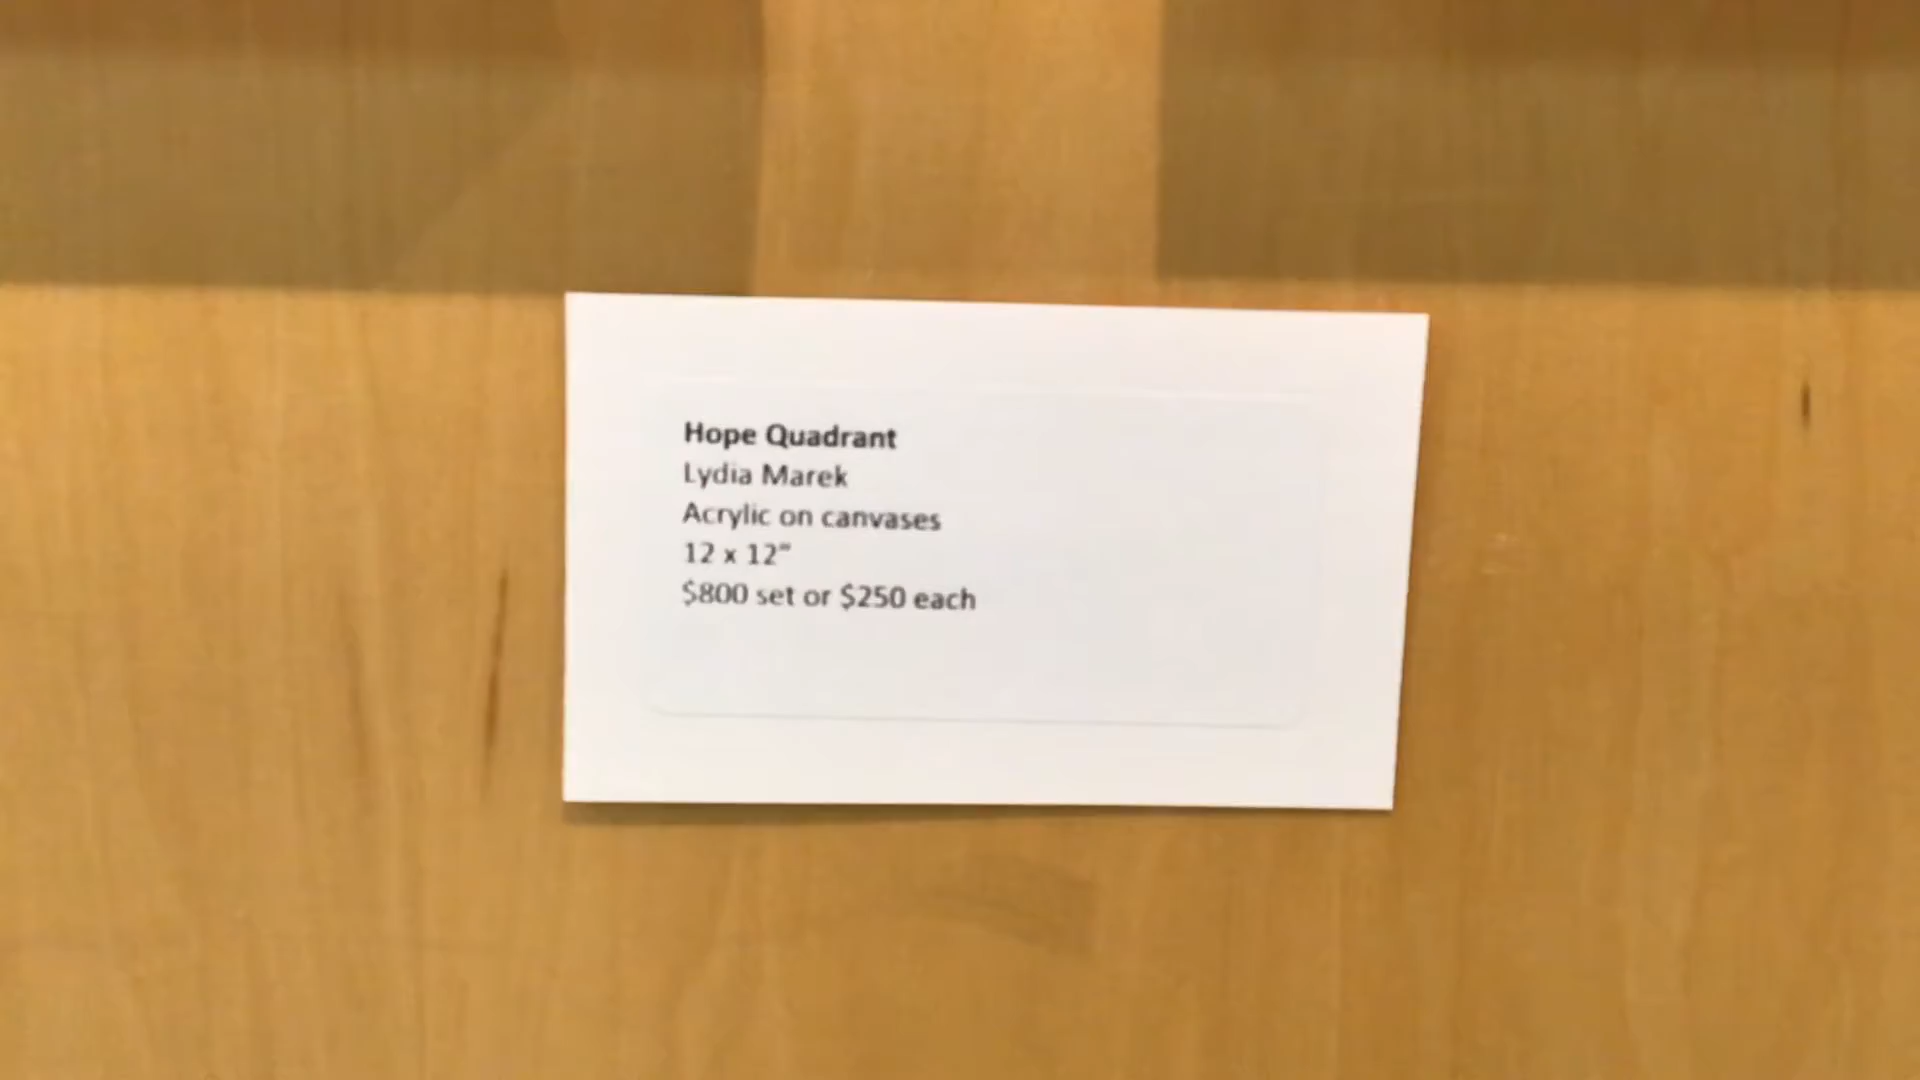 Hope Quadrant
Lydia Marek
Acrylic on canvases
12 x 12"
$800 set or $250 each